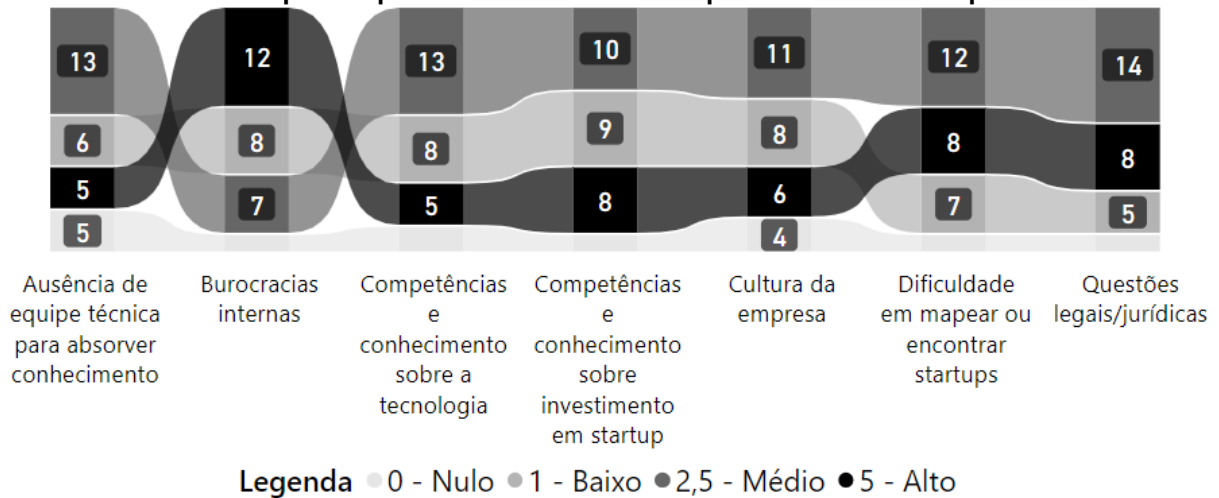 13
12
13
10
11
12
14
6
8
8
9
8
8
8
5
7
5
8
6
7
5
5
4
Ausência de
equipe técnica
para absorver
conhecimento
Burocracias
internas
Competências
e
conhecimento
sobre a
tecnologia
Competências
e
conhecimento
sobre
investimento
em startup
Cultura da
empresa
Dificuldade
em mapear ou
encontrar
startups
Questões
legais/jurídicas
Legenda 0 - Nulo 1 - Baixo 2,5 - Médio 5 - Alto